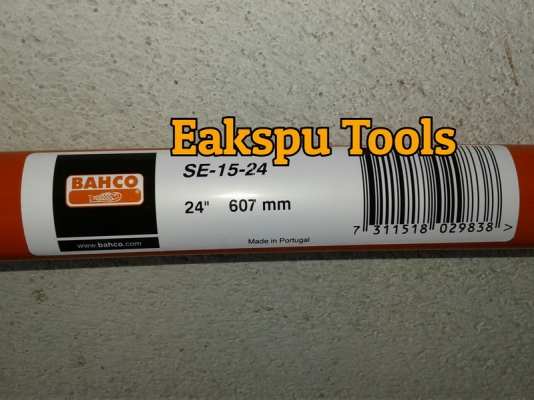 Eakspu Tools
BAHCO
SE-15-24
24" 607 mm
www.bahco.com
Made in Portugal
7 311518 029838 >